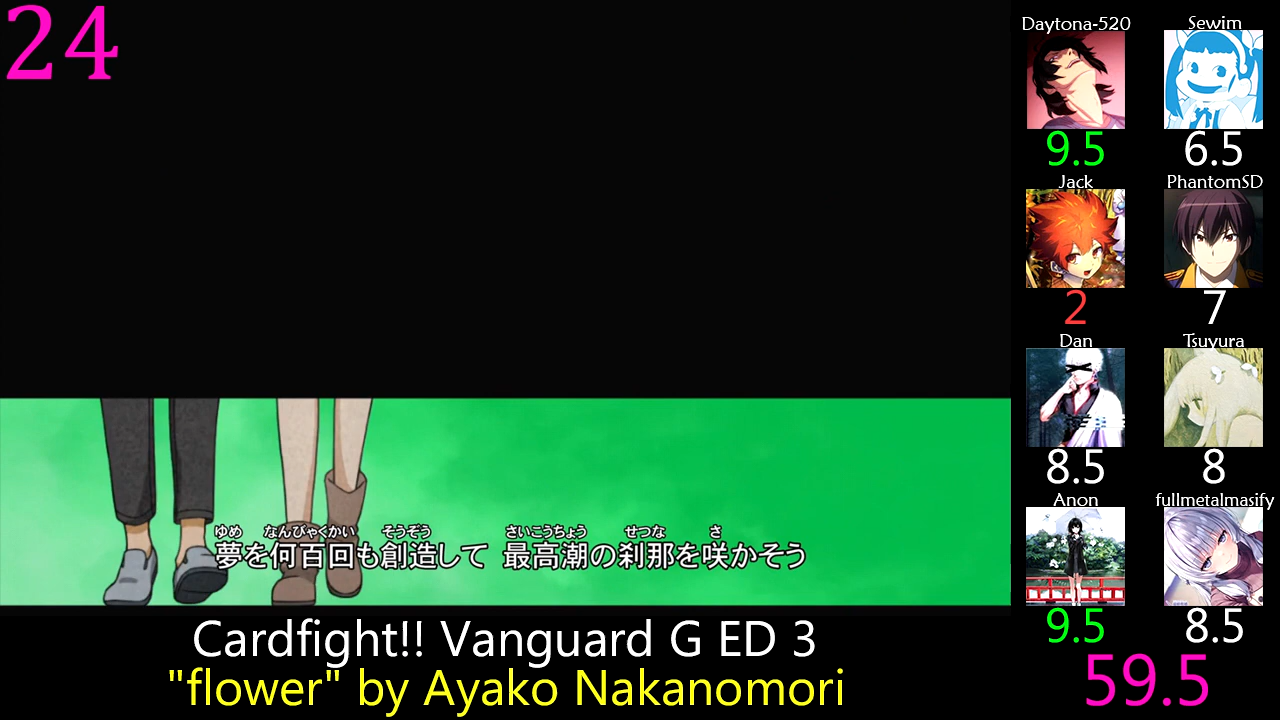 24
Daytona-520
Sewim
9.5
6.5
Jack
PhantomSD
2
7
Dan
Tsuyura
8.5
8
Anon
fullmetalmasify
9.5
8.5
59.5
ゆめ なんびゃくかい そうぞう さいこうちょう せつな さ
夢を何百回も創造して 最高潮の刹那を咲かそう
Cardfight!! Vanguard G ED 3
"flower" by Ayako Nakanomori